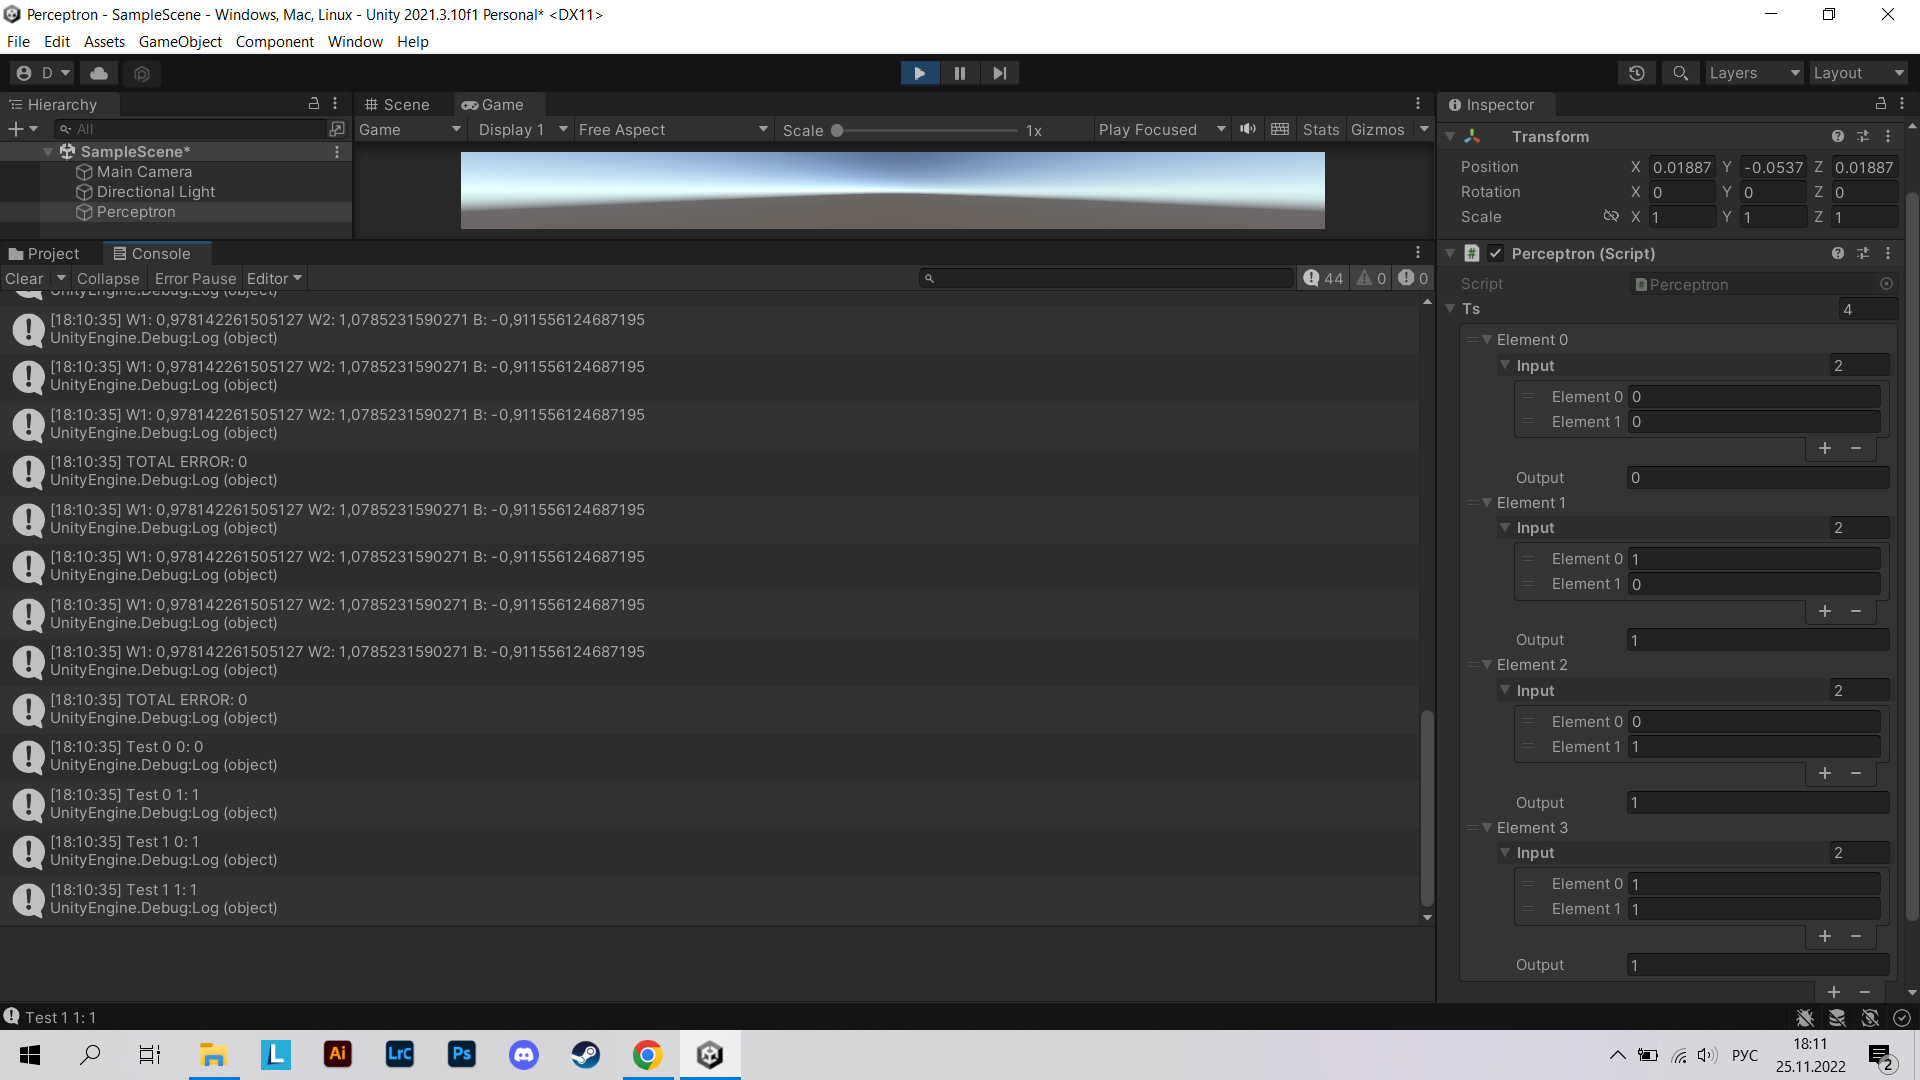 Perceptron - SampleScene - Windows, Mac, Linux - Unity 2021.3.10f1 Personal* <DX11>
File Edit Assets GameObject Component Window Help
D
Layers
Layout
Hierarchy
All
SampleScene*
Main Camera
Directional Light
Perceptron
Scene Game
Game Display 1 Free Aspect Scale 1x Play Focused Stats Gizmos
Project Console
Clear Collapse Error Pause Editor 44 0 0
UnityEngine.Debug:Log (object)
[18:10:35] W1: 0,978142261505127 W2: 1,0785231590271 B: -0,911556124687195
UnityEngine.Debug:Log (object)
[18:10:35] W1: 0,978142261505127 W2: 1,0785231590271 B: -0,911556124687195
UnityEngine.Debug:Log (object)
[18:10:35] W1: 0,978142261505127 W2: 1,0785231590271 B: -0,911556124687195
UnityEngine.Debug:Log (object)
[18:10:35] TOTAL ERROR: 0
UnityEngine.Debug:Log (object)
[18:10:35] W1: 0,978142261505127 W2: 1,0785231590271 B: -0,911556124687195
UnityEngine.Debug:Log (object)
[18:10:35] W1: 0,978142261505127 W2: 1,0785231590271 B: -0,911556124687195
UnityEngine.Debug:Log (object)
[18:10:35] W1: 0,978142261505127 W2: 1,0785231590271 B: -0,911556124687195
UnityEngine.Debug:Log (object)
[18:10:35] W1: 0,978142261505127 W2: 1,0785231590271 B: -0,911556124687195
UnityEngine.Debug:Log (object)
[18:10:35] TOTAL ERROR: 0
UnityEngine.Debug:Log (object)
[18:10:35] Test 0 0: 0
UnityEngine.Debug:Log (object)
[18:10:35] Test 0 1: 1
UnityEngine.Debug:Log (object)
[18:10:35] Test 1 0: 1
UnityEngine.Debug:Log (object)
[18:10:35] Test 1 1: 1
UnityEngine.Debug:Log (object)
Inspector
Transform
Position X 0.01887 Y -0.0537 Z 0.01887
Rotation X 0 Y 0 Z 0
Scale X 1 Y 1 Z 1
# Perceptron (Script)
Script Perceptron
Ts 4
Element 0
Input 2
Element 0 0
Element 1 0
+ -
Output 0
Element 1
Input 2
Element 0 1
Element 1 0
+ -
Output 1
Element 2
Input 2
Element 0 0
Element 1 1
+ -
Output 1
Element 3
Input 2
Element 0 1
Element 1 1
+ -
Output 1
+ -
Test 1 1: 1
L Ai LrC Ps
РУС
18:11
25.11.2022
2